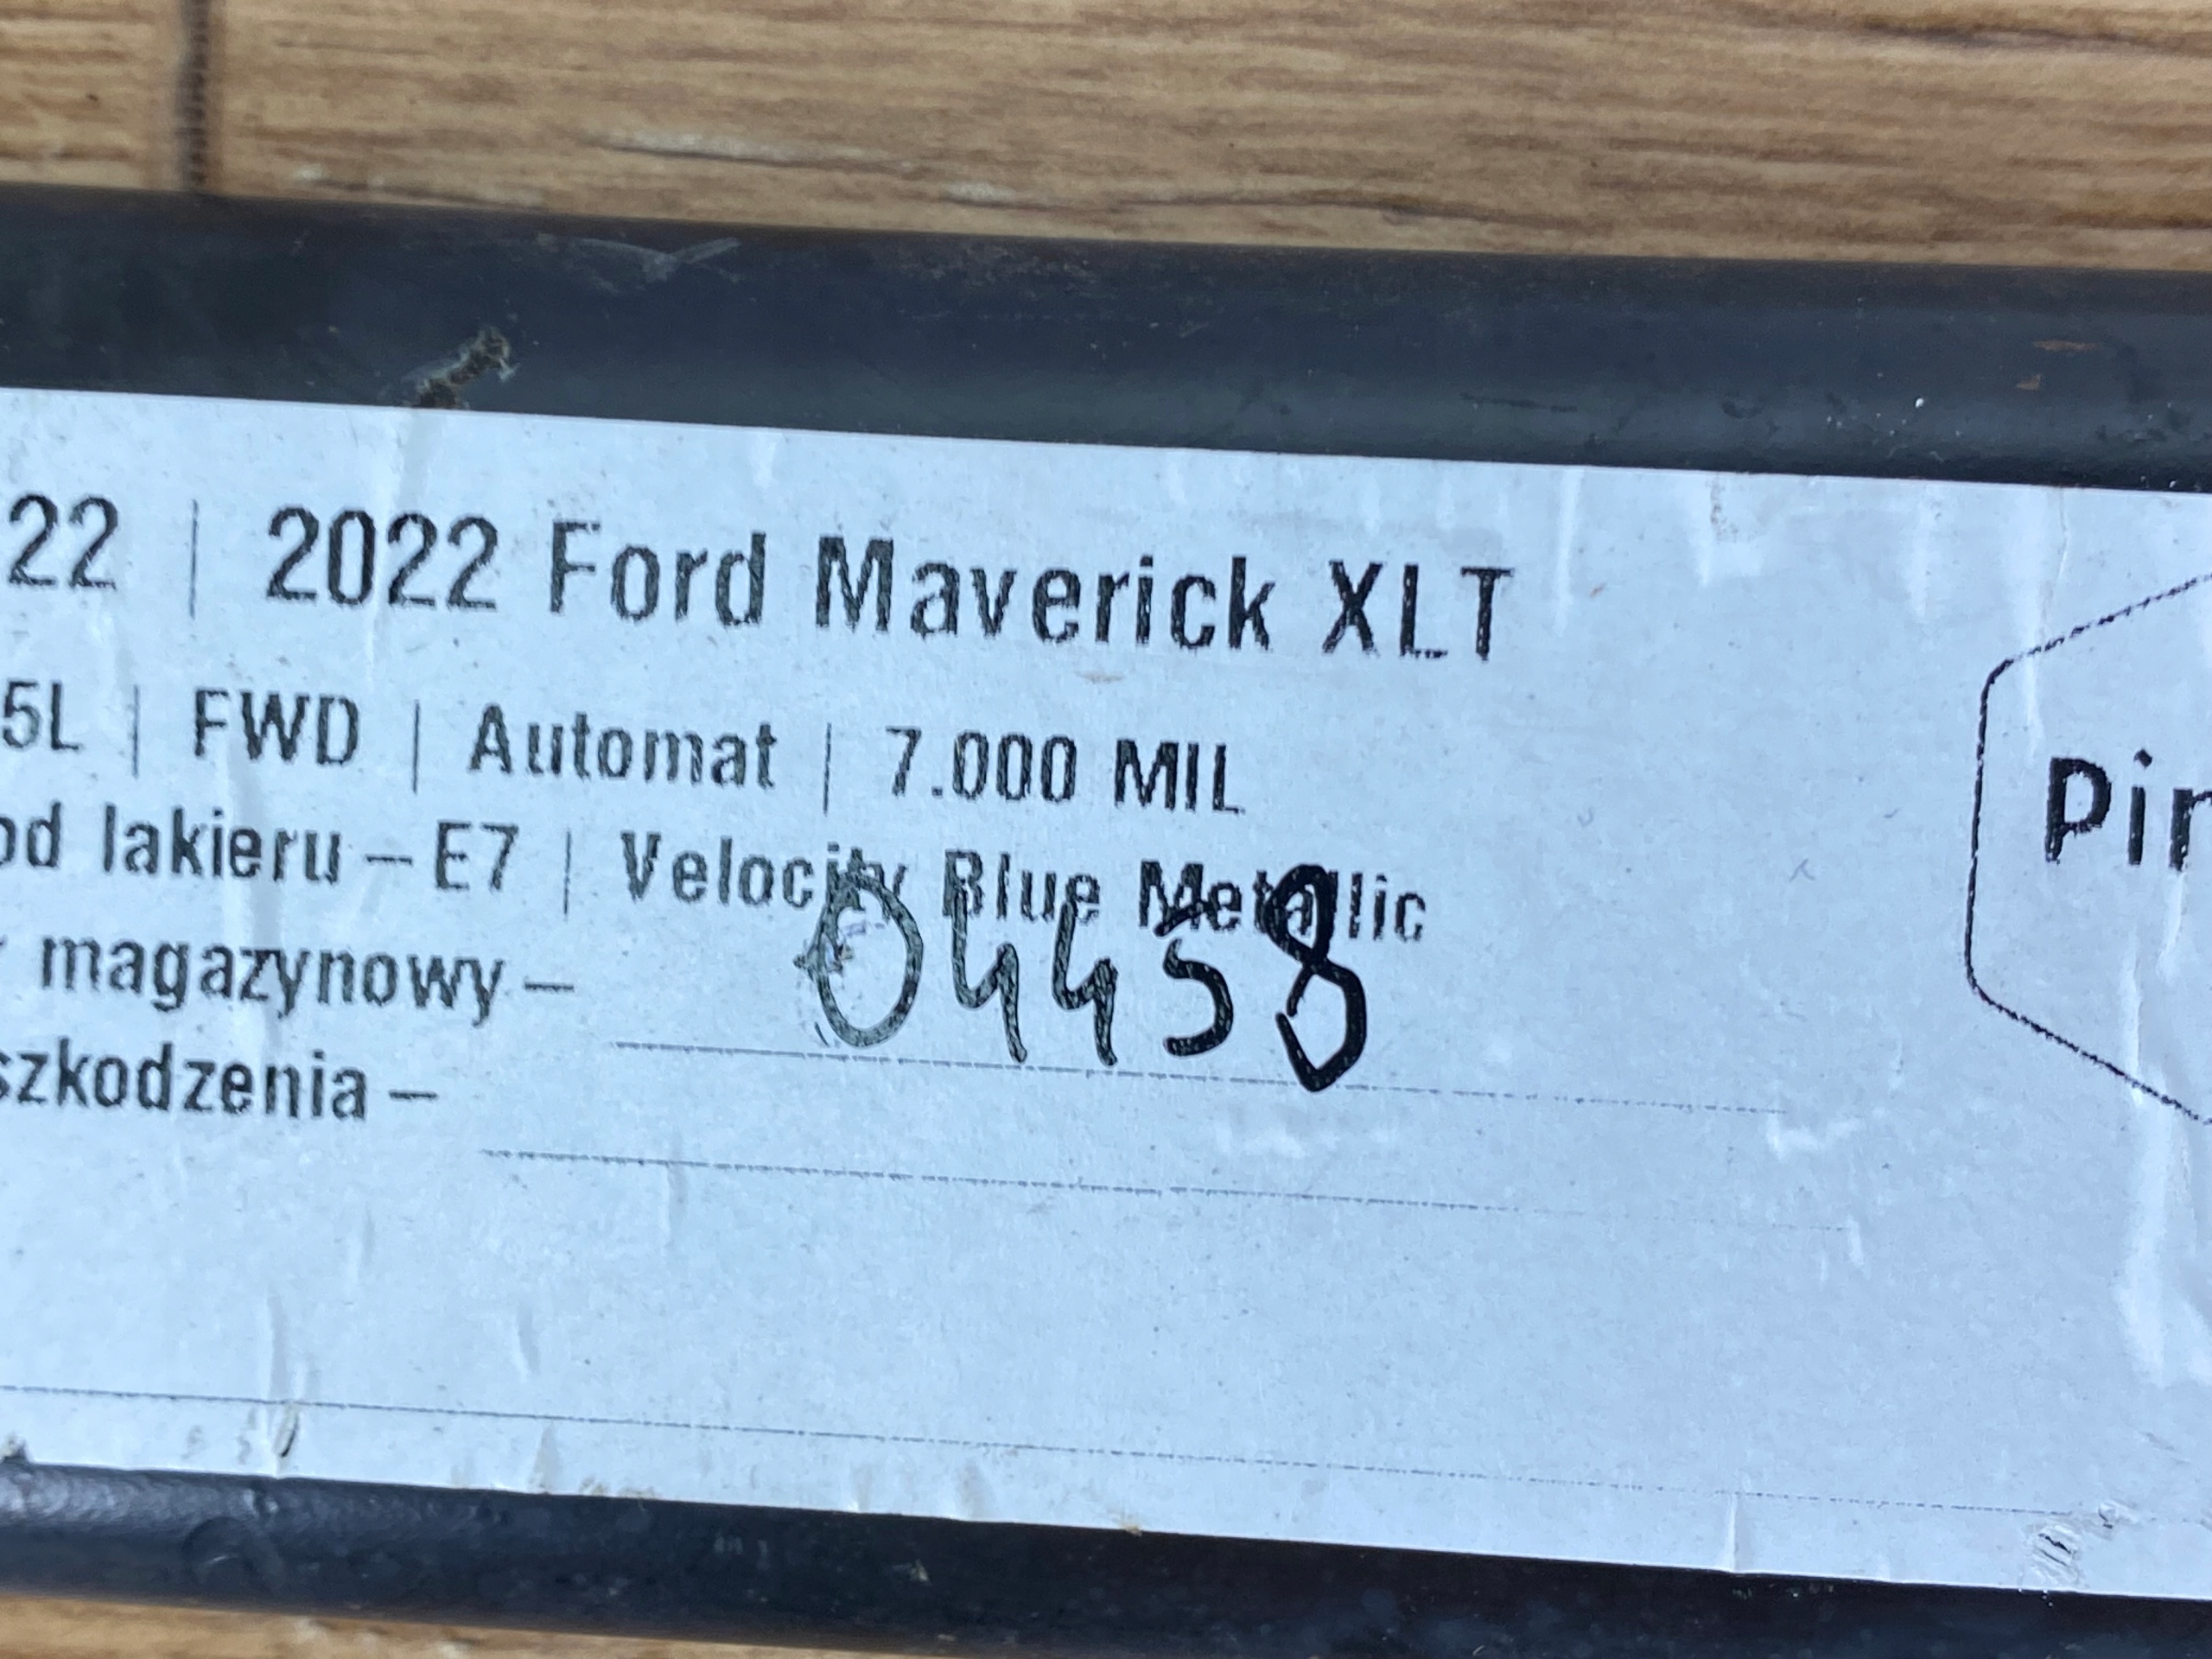 22 | 2022 Ford Maverick XLT
5L | FWD | Automat | 7.000 MIL
od lakieru – E7 | Velocity Blue Metallic
magazynowy – 04458
szkodzenia –
Pin